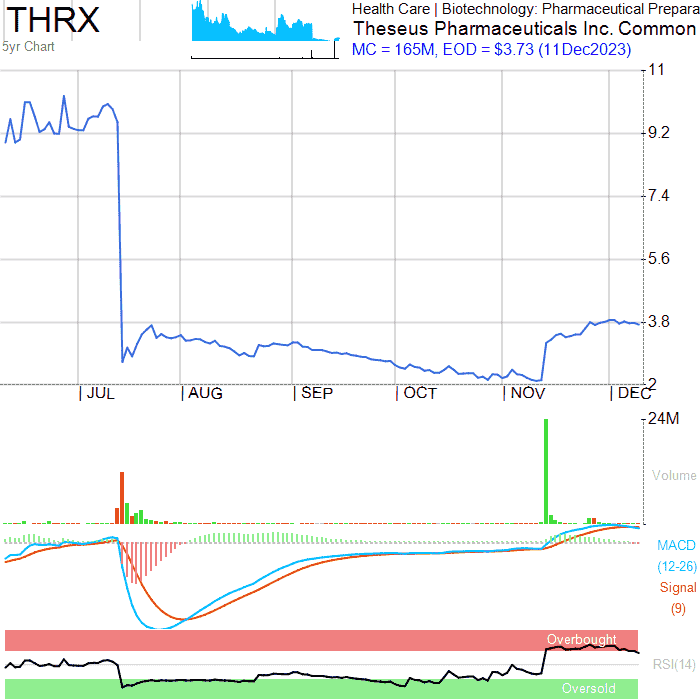 THRX
5yr Chart
Health Care | Biotechnology: Pharmaceutical Prepara
Theseus Pharmaceuticals Inc. Common
MC = 165M, EOD = $3.73 (11Dec2023)
11
9.2
7.4
5.6
3.8
2
JUL AUG SEP OCT NOV DEC
24M
Volume
MACD
(12-26)
Signal
(9)
Overbought
RSI(14)
Oversold